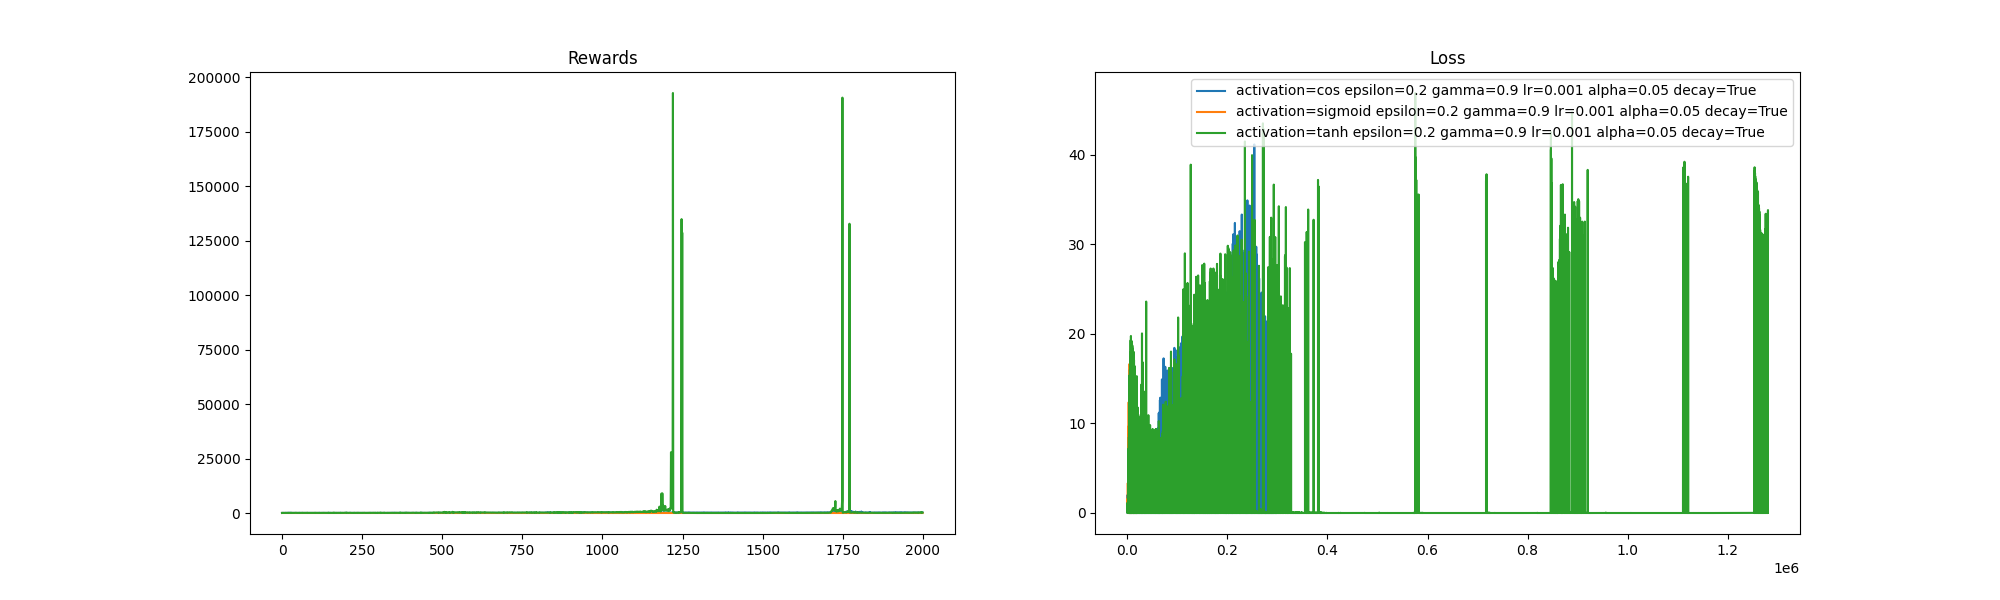 Rewards
200000
175000
150000
125000
100000
75000
50000
25000
0
0 250 500 750 1000 1250 1500 1750 2000
Loss
activation=cos epsilon=0.2 gamma=0.9 lr=0.001 alpha=0.05 decay=True
activation=sigmoid epsilon=0.2 gamma=0.9 lr=0.001 alpha=0.05 decay=True
activation=tanh epsilon=0.2 gamma=0.9 lr=0.001 alpha=0.05 decay=True
40
30
20
10
0
0.0 0.2 0.4 0.6 0.8 1.0 1.2
1e6